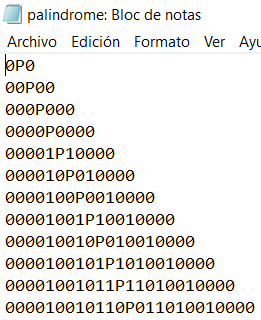 palindrome: Bloc de notas
Archivo Edición Formato Ver Ayu
0P0
00P00
000P000
0000P0000
00001P10000
000010P010000
0000100P0010000
00001001P10010000
000010010P010010000
0000100101P1010010000
00001001011P11010010000
000010010110P011010010000